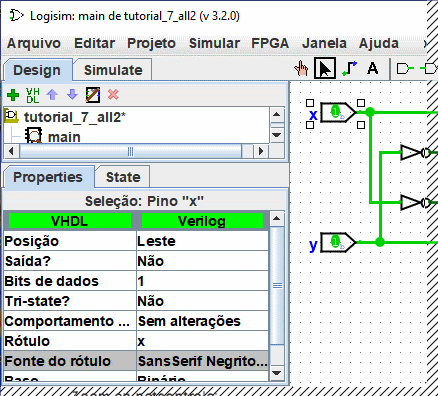 Logisim: main de tutorial_7_all2 (v 3.2.0)
Arquivo Editar Projeto Simular FPGA Janela Ajuda
Design Simulate
VH DL
A
tutorial_7_all2*
main
x
Properties State
Seleção: Pino "x"
VHDL Verilog
Posição Leste
Saída? Não
y
Bits de dados 1
Tri-state? Não
Comportamento ... Sem alterações
Rótulo x
Fonte do rótulo SansSerif Negrito...
Base Binário